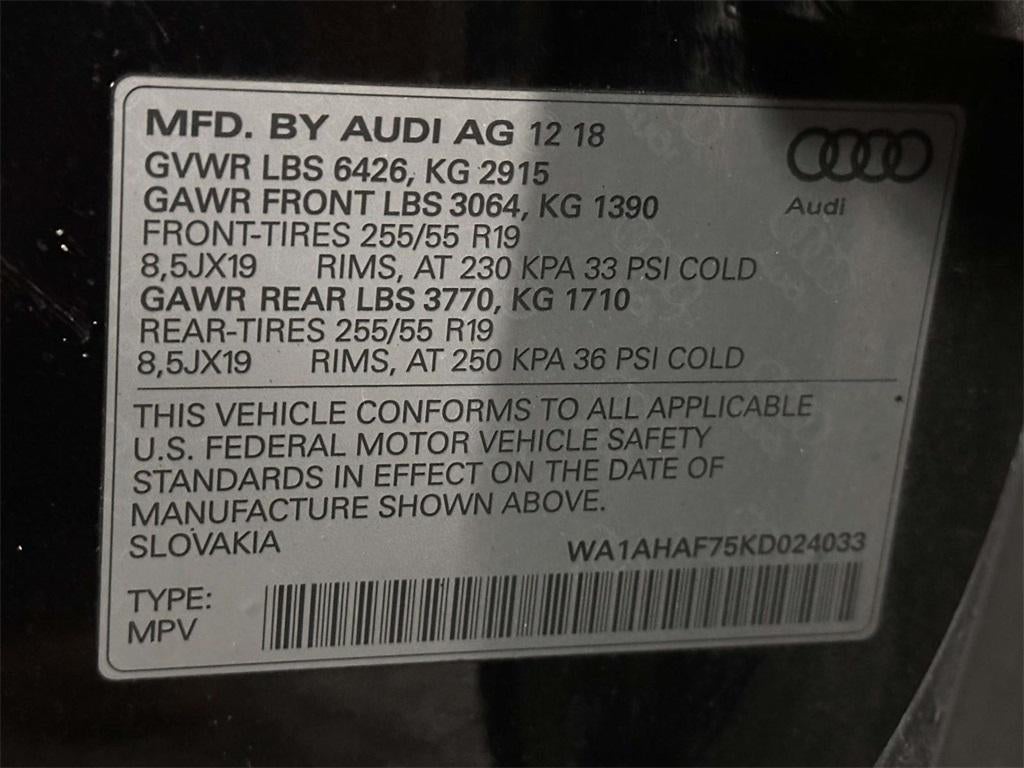 MFD. BY AUDI AG 12 18
GVWR LBS 6426, KG 2915
GAWR FRONT LBS 3064, KG 1390
FRONT-TIRES 255/55 R19
8,5JX19 RIMS, AT 230 KPA 33 PSI COLD
GAWR REAR LBS 3770, KG 1710
REAR-TIRES 255/55 R19
8,5JX19 RIMS, AT 250 KPA 36 PSI COLD
Audi
THIS VEHICLE CONFORMS TO ALL APPLICABLE
U.S. FEDERAL MOTOR VEHICLE SAFETY
STANDARDS IN EFFECT ON THE DATE OF
MANUFACTURE SHOWN ABOVE.
SLOVAKIA WA1AHAF75KD024033
TYPE:
MPV